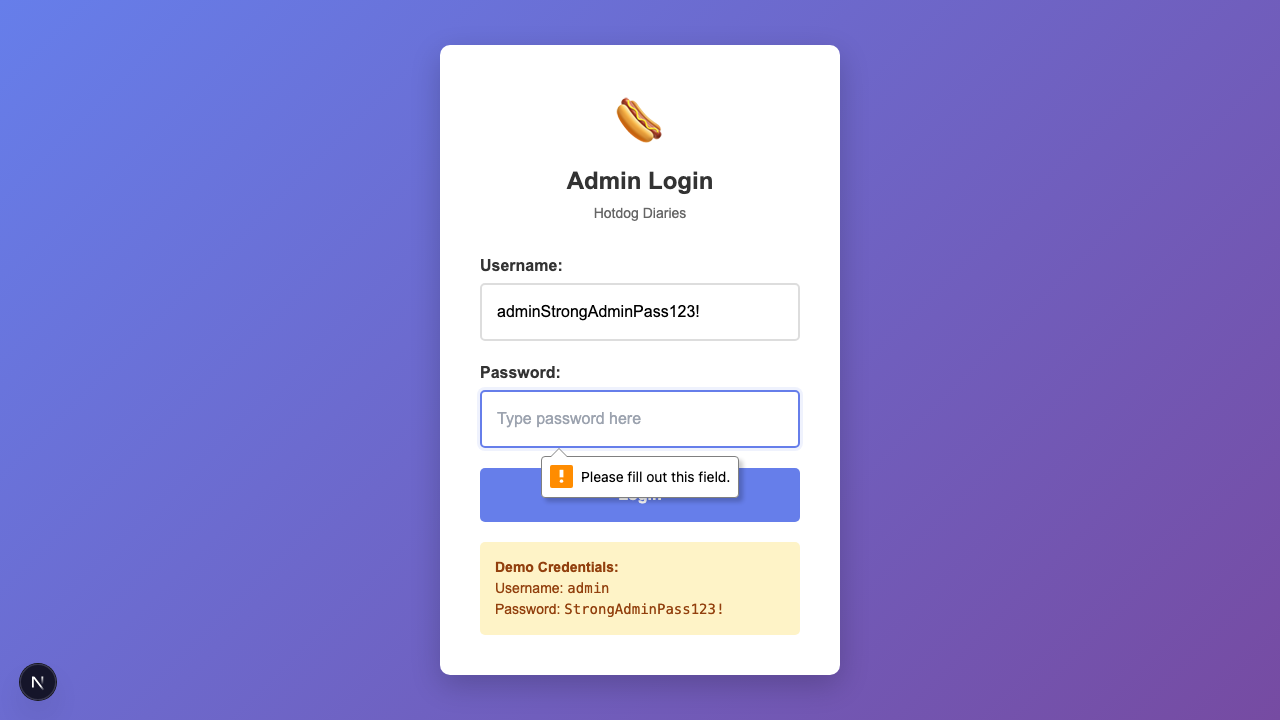 Admin Login
Hotdog Diaries
Username:
adminStrongAdminPass123!
Password:
Type password here
! Please fill out this field.
Login
Demo Credentials:
Username: admin
Password: StrongAdminPass123!
N